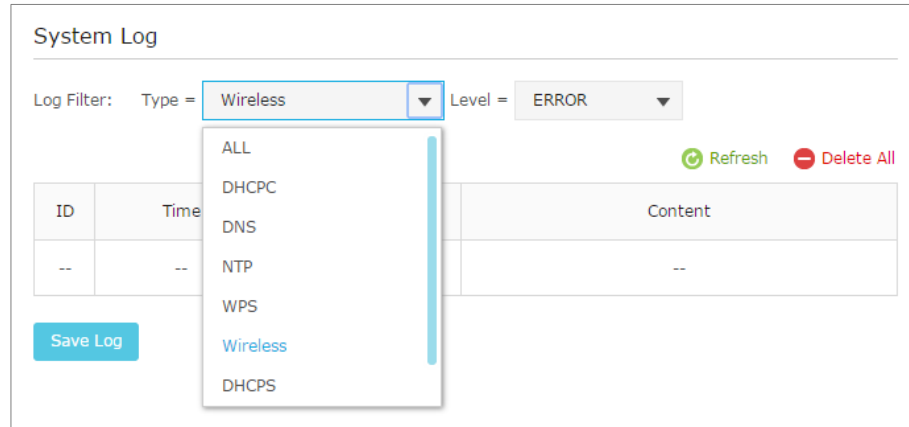 System Log
Log Filter: Type = Wireless Level = ERROR
ALL
Refresh Delete All
DHCPC
ID Time Content
DNS
-- -- NTP --
WPS
Save Log
Wireless
DHCPS